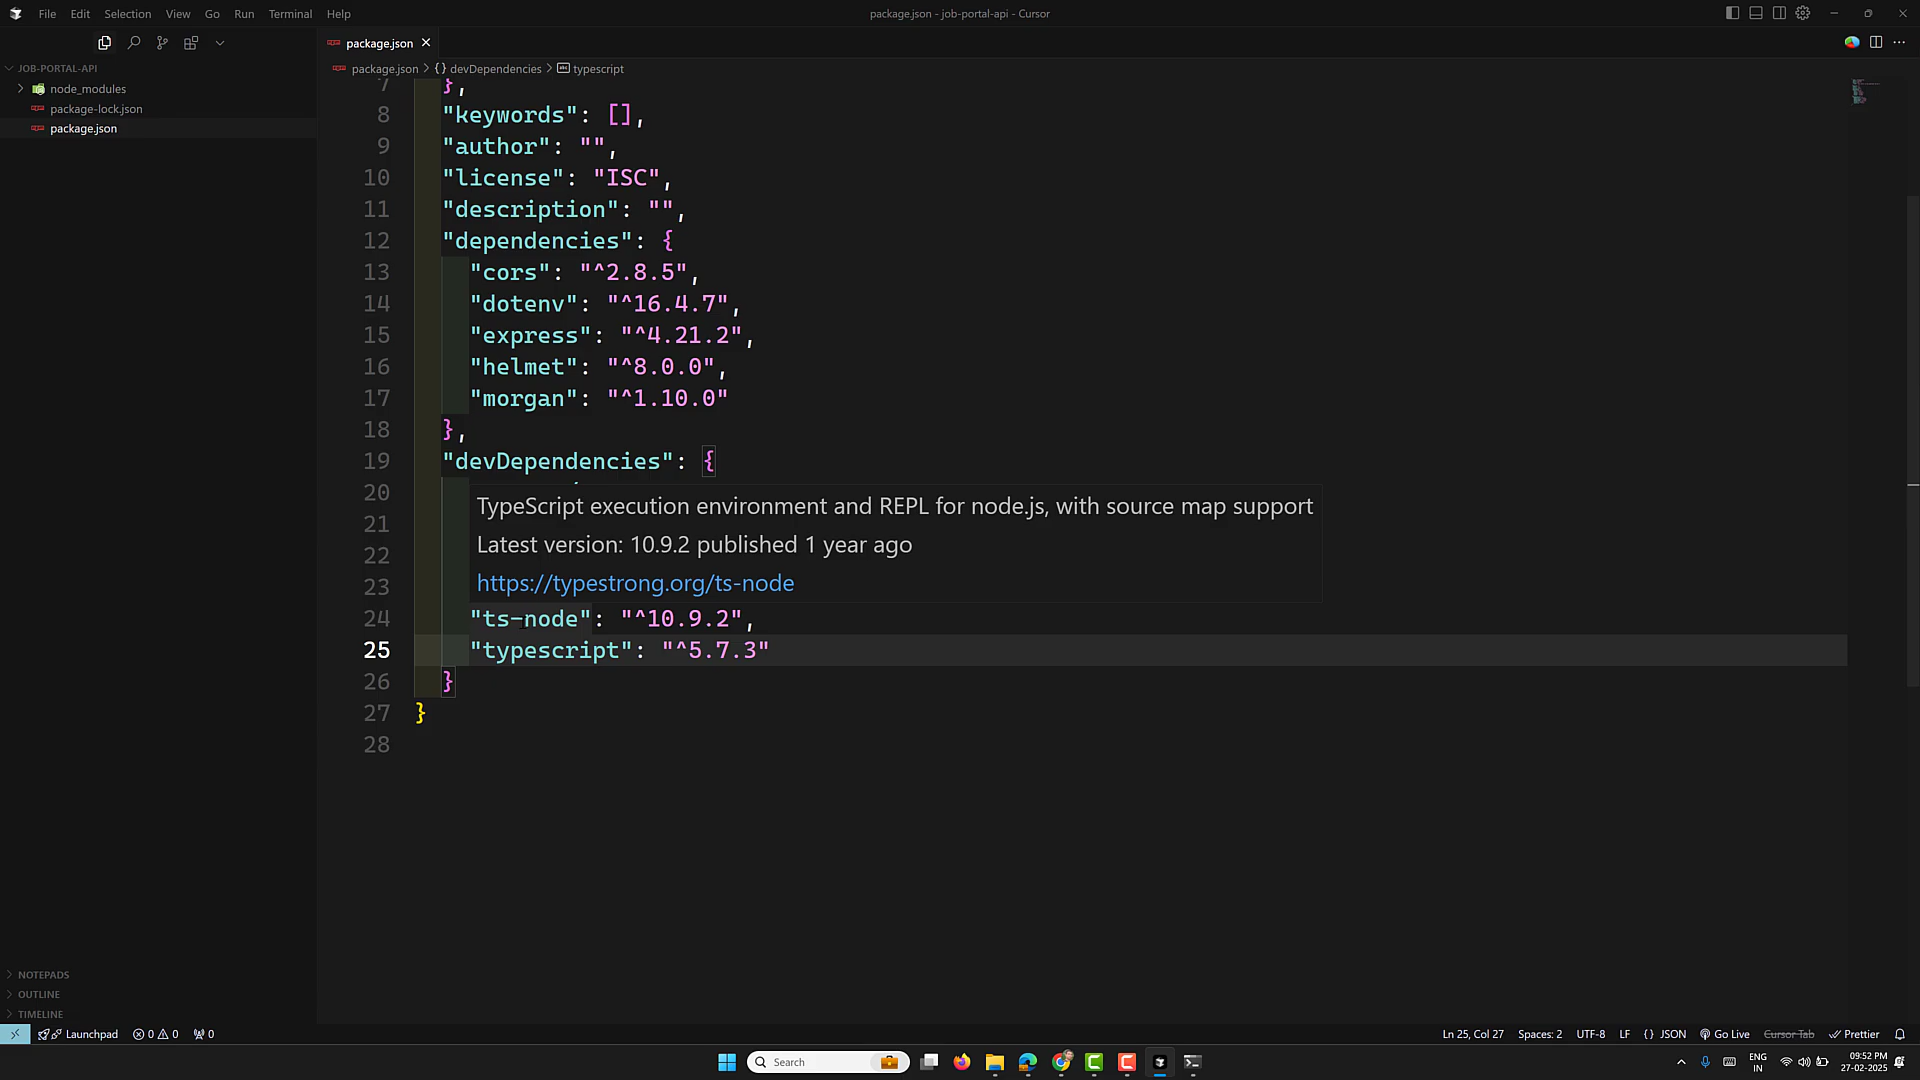 File Edit Selection View Go Run Terminal Help
package.json - job-portal-api - Cursor
package.json
JOB-PORTAL-API
node_modules
package-lock.json
package.json
package.json > {} devDependencies > typescript
7 },
8 "keywords": [],
9 "author": "",
10 "license": "ISC",
11 "description": "",
12 "dependencies": {
13 "cors": "^2.8.5",
14 "dotenv": "^16.4.7",
15 "express": "^4.21.2",
16 "helmet": "^8.0.0",
17 "morgan": "^1.10.0"
18 },
19 "devDependencies": {
20
TypeScript execution environment and REPL for node.js, with source map support
21
Latest version: 10.9.2 published 1 year ago
22
https://typestrong.org/ts-node
23
24 "ts-node": "^10.9.2",
25 "typescript": "^5.7.3"
26 }
27 }
28
NOTEPADS
OUTLINE
TIMELINE
Launchpad 0 0 0
Ln 25, Col 27 Spaces: 2 UTF-8 LF {} JSON Go Live Cursor Tab Prettier
Search
ENG
IN
09:52 PM
27-02-2025